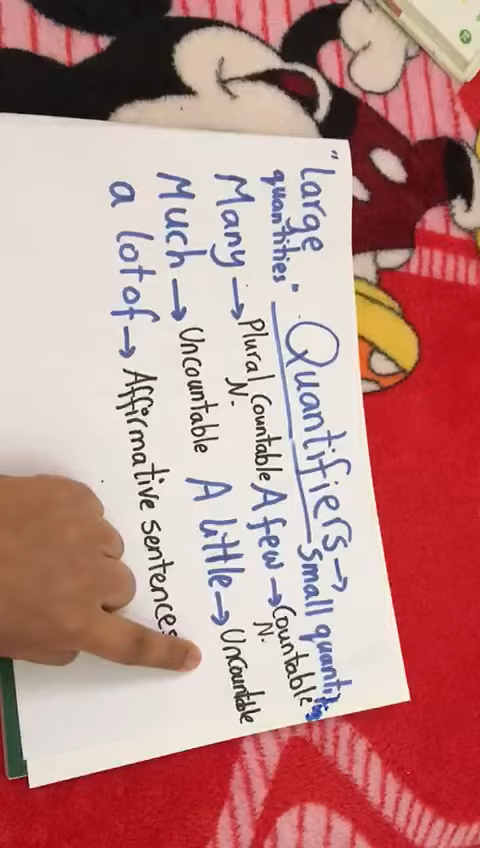 Quantifiers →
"Large quantities" small quantities
Many → Plural Countable N. A few → Countable N.
Much → Uncountable A little → Uncountable
a lot of → Affirmative sentences